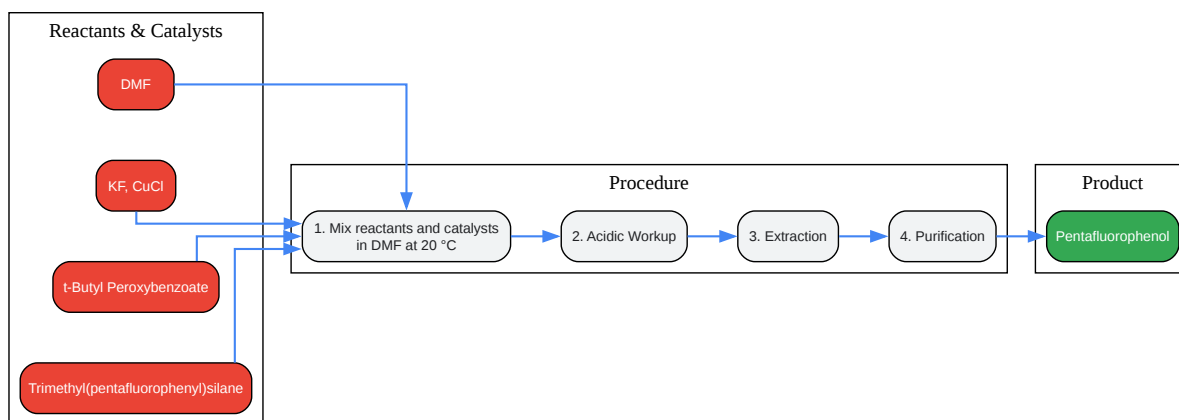 Reactants & Catalysts
DMF
KF, CuCl
t-Butyl Peroxybenzoate
Trimethyl(pentafluorophenyl)silane
Procedure
1. Mix reactants and catalysts
in DMF at 20 °C
2. Acidic Workup
3. Extraction
4. Purification
Product
Pentafluorophenol